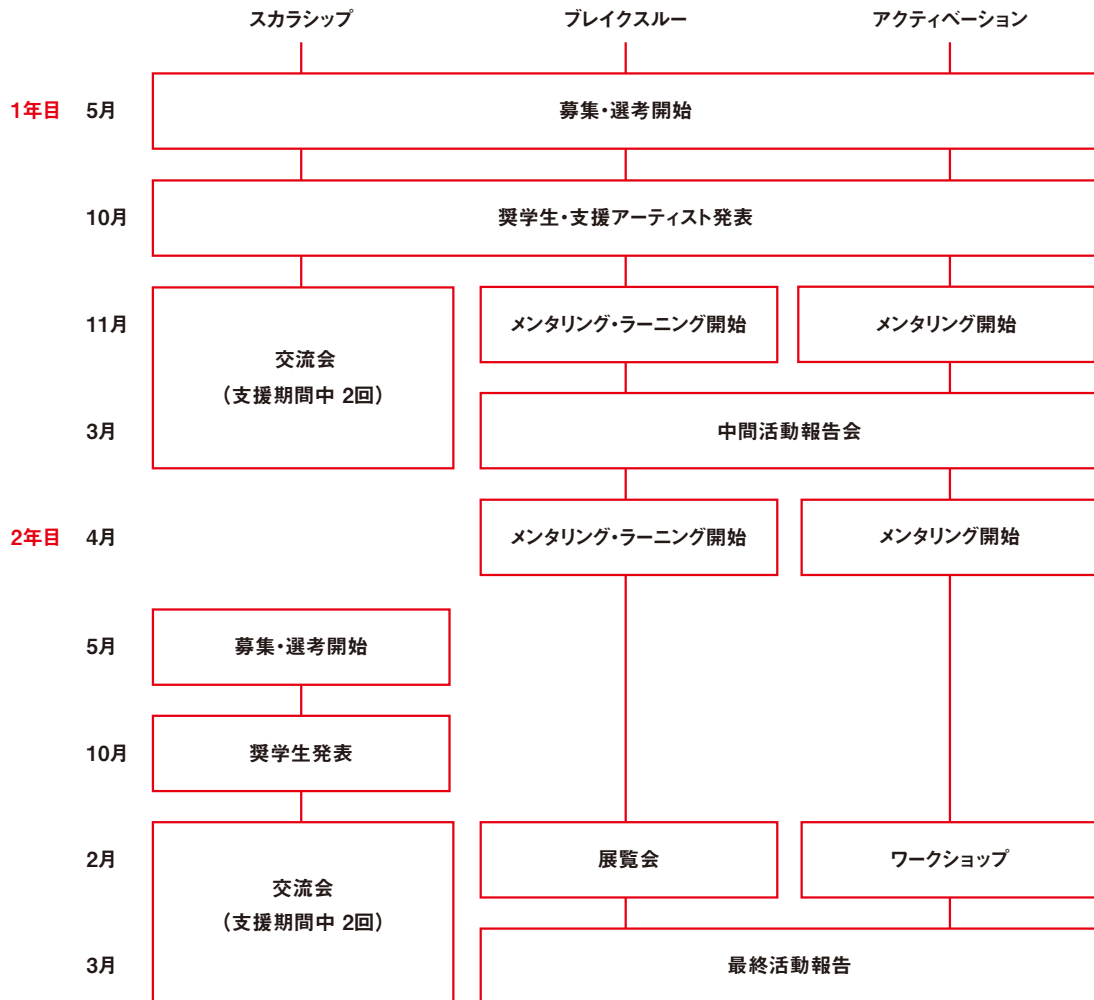 スカラシップ
ブレイクスルー
アクティベーション
1年目 5月
募集・選考開始
10月
奨学生・支援アーティスト発表
11月
交流会
（支援期間中 2回）
メンタリング・ラーニング開始
メンタリング開始
3月
中間活動報告会
2年目 4月
メンタリング・ラーニング開始
メンタリング開始
5月
募集・選考開始
10月
奨学生発表
2月
交流会
（支援期間中 2回）
展覧会
ワークショップ
3月
最終活動報告